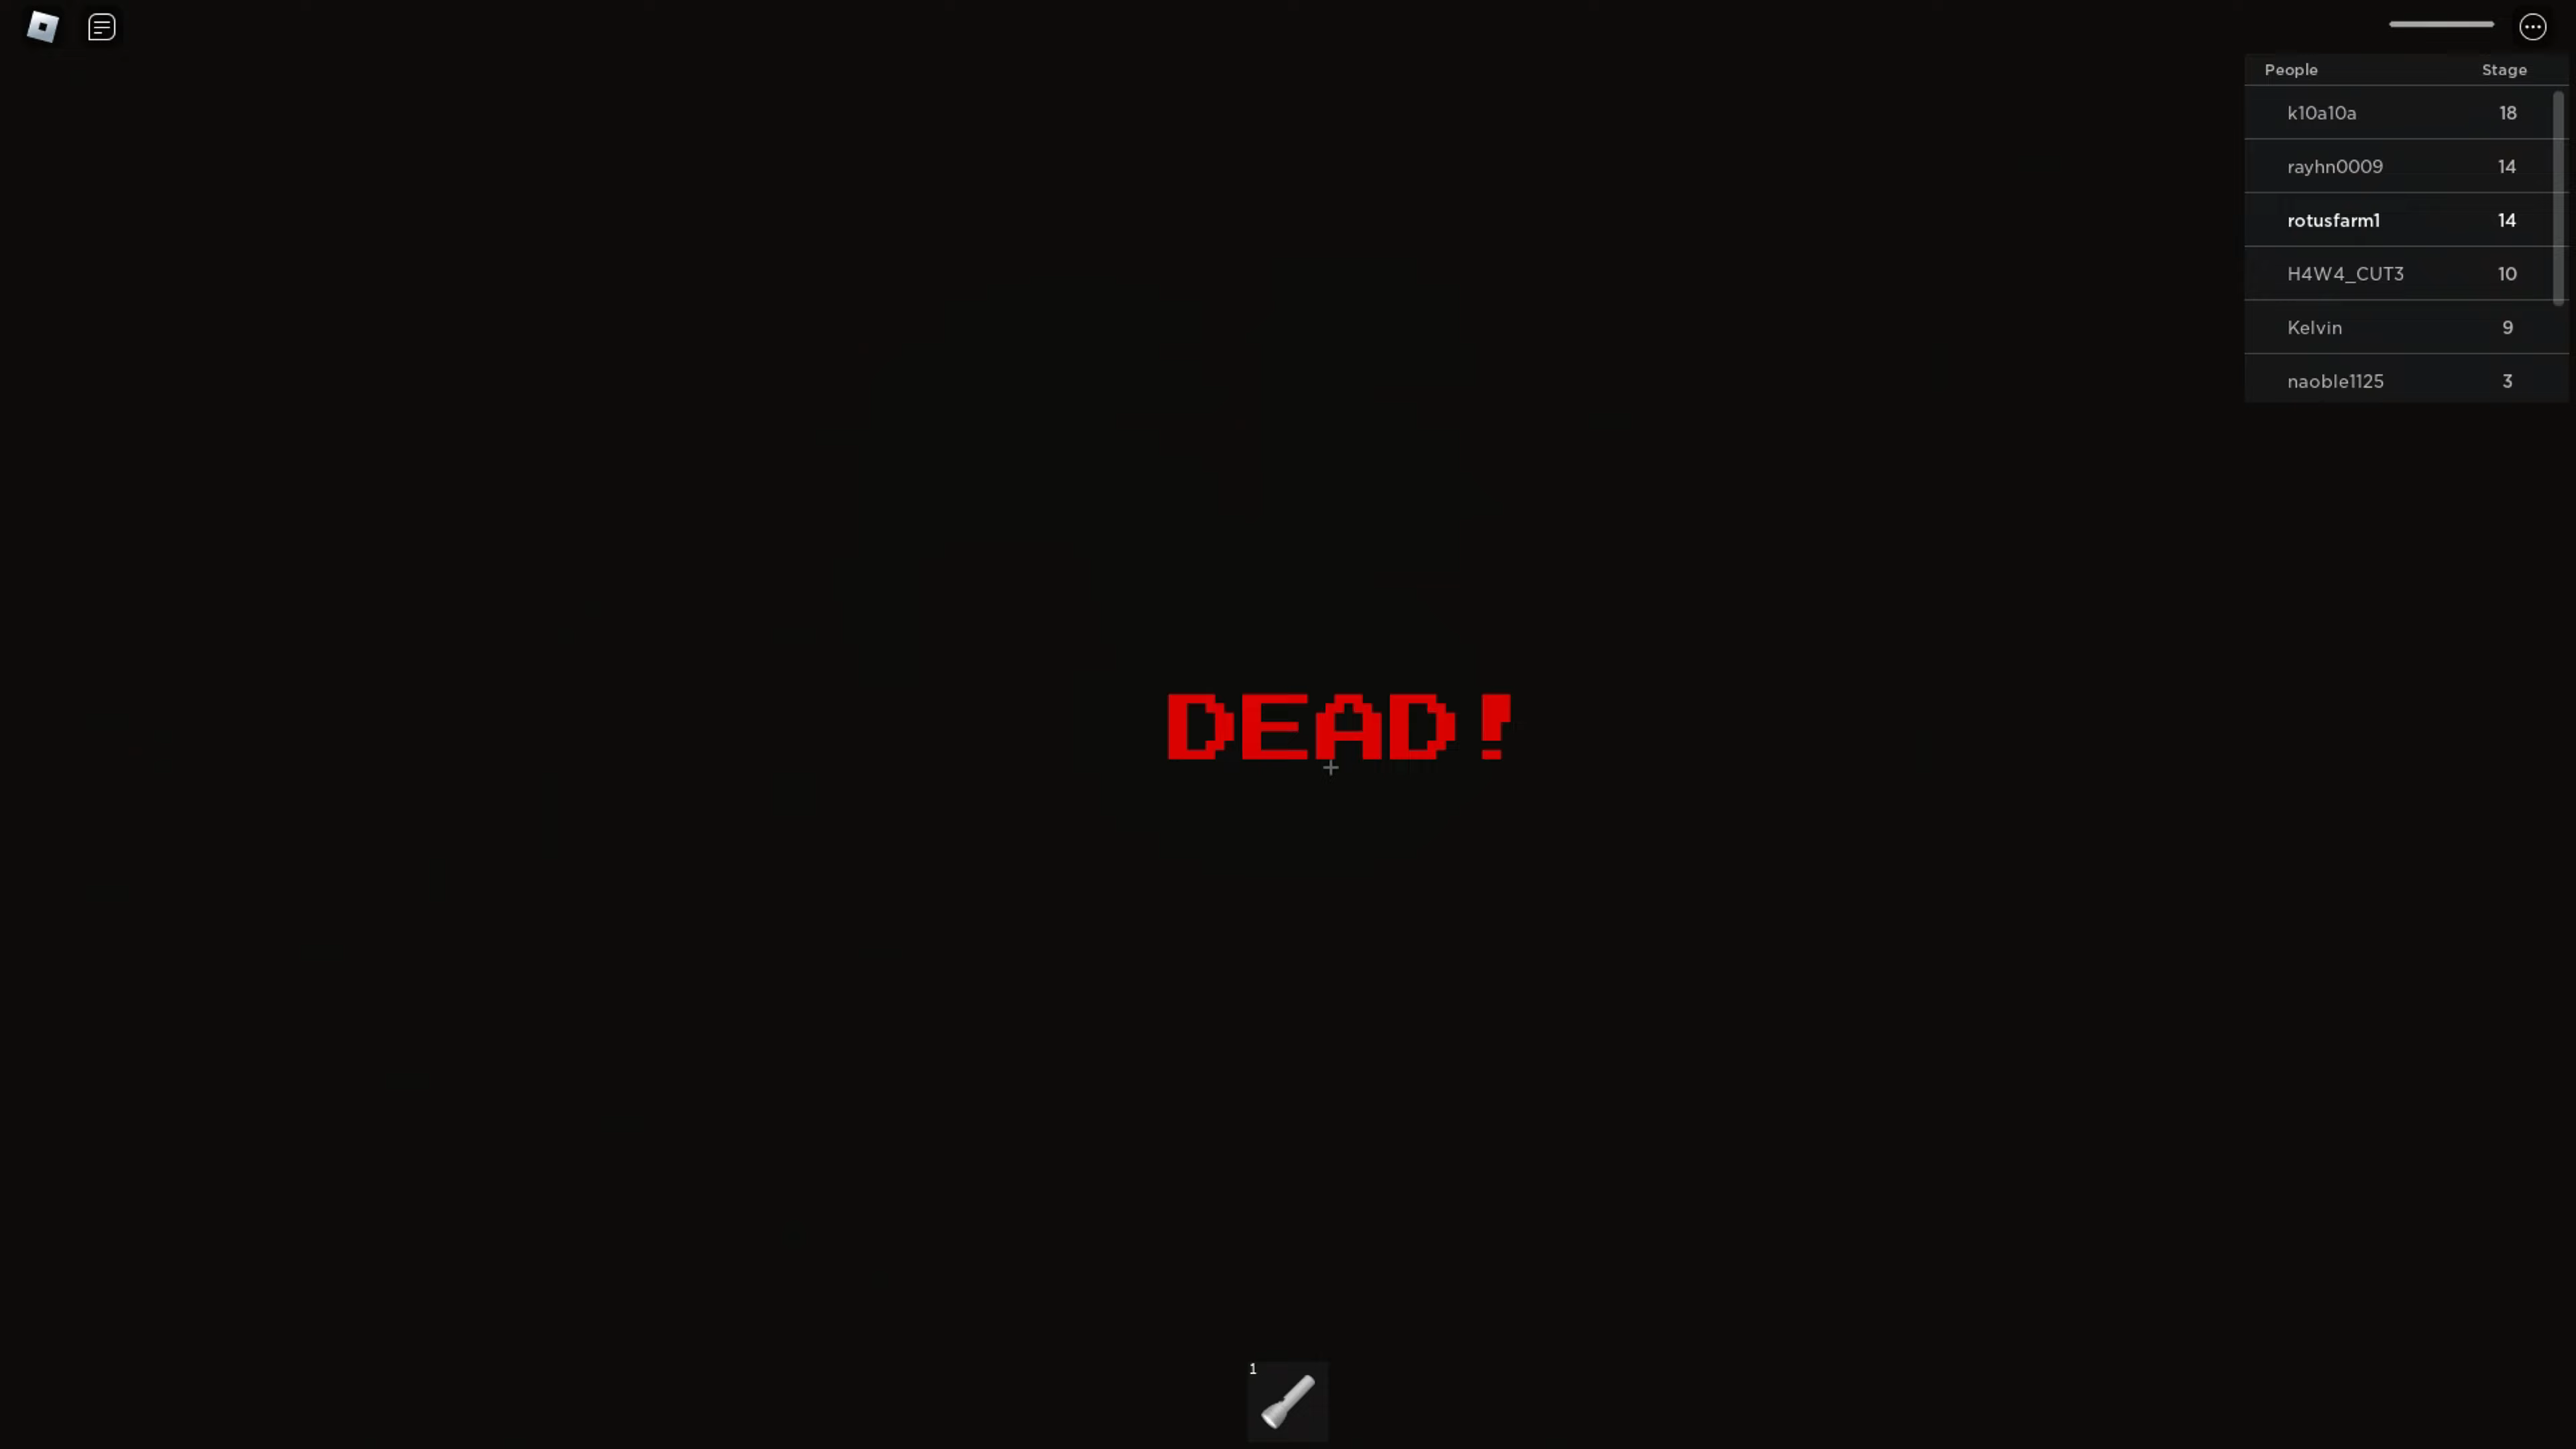 People Stage
k10a10a 18
rayhn0009 14
rotusfarm1 14
H4W4_CUT3 10
Kelvin 9
naoble1125 3
DEAD!
1